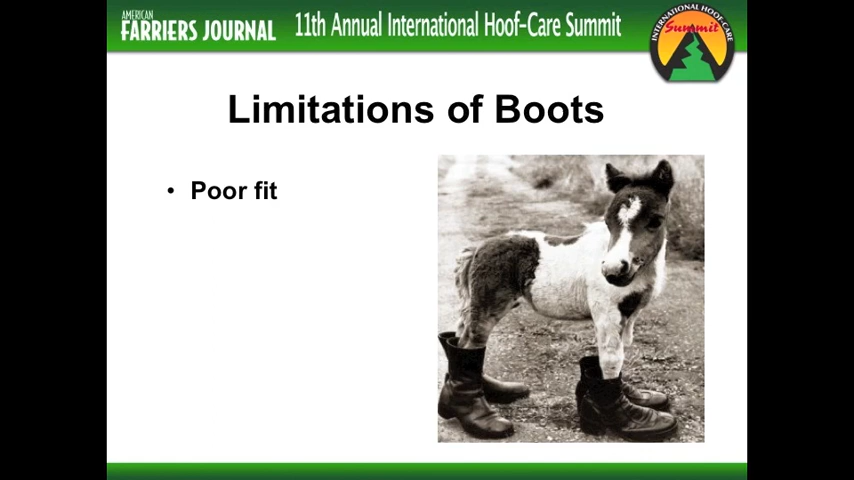 AMERICAN
FARRIERS JOURNAL
11th Annual International Hoof-Care Summit
INTERNATIONAL HOOF-CARE
Summit
Limitations of Boots
• Poor fit